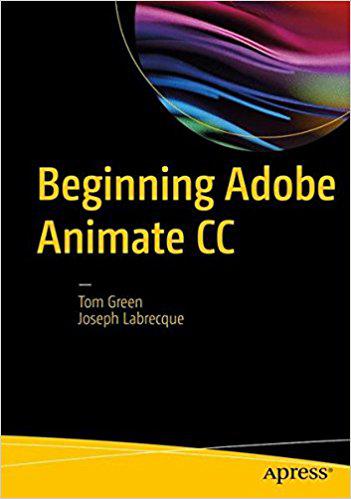 Beginning Adobe
Animate CC
—
Tom Green
Joseph Labrecque
Apress®